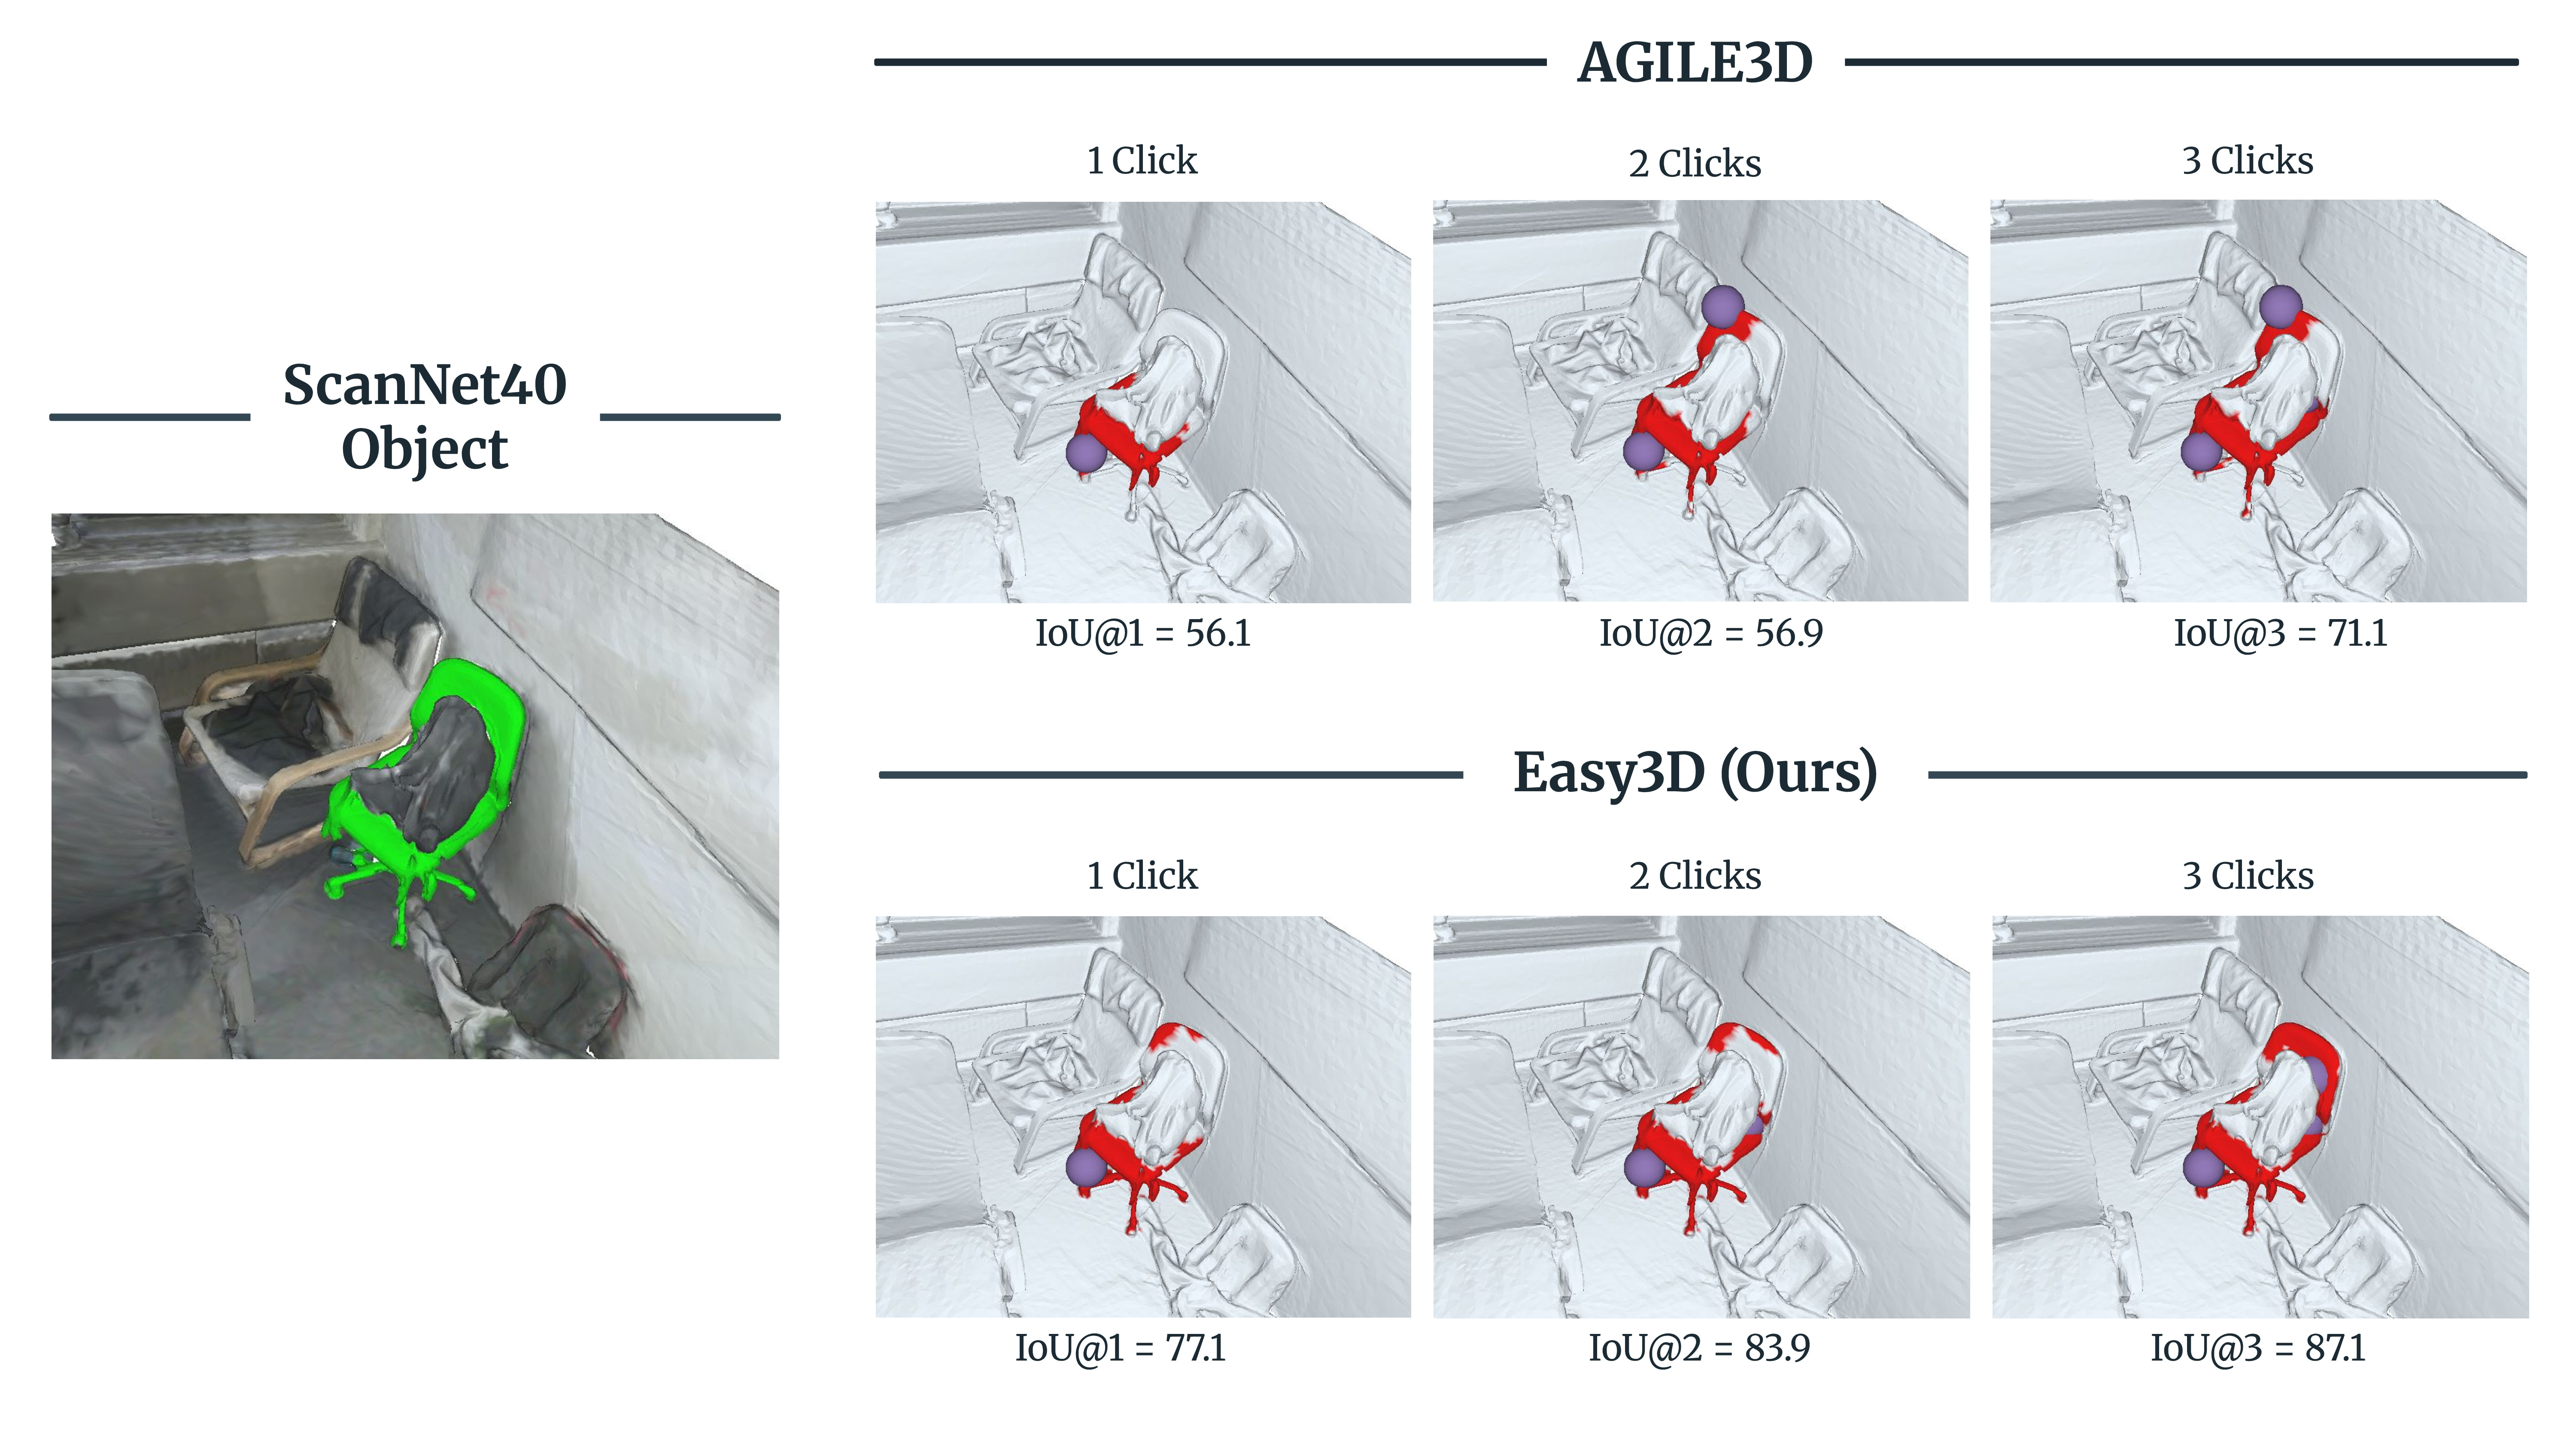 ScanNet40
Object
AGILE3D
1 Click
2 Clicks
3 Clicks
IoU@1 = 56.1
IoU@2 = 56.9
IoU@3 = 71.1
Easy3D (Ours)
1 Click
2 Clicks
3 Clicks
IoU@1 = 77.1
IoU@2 = 83.9
IoU@3 = 87.1